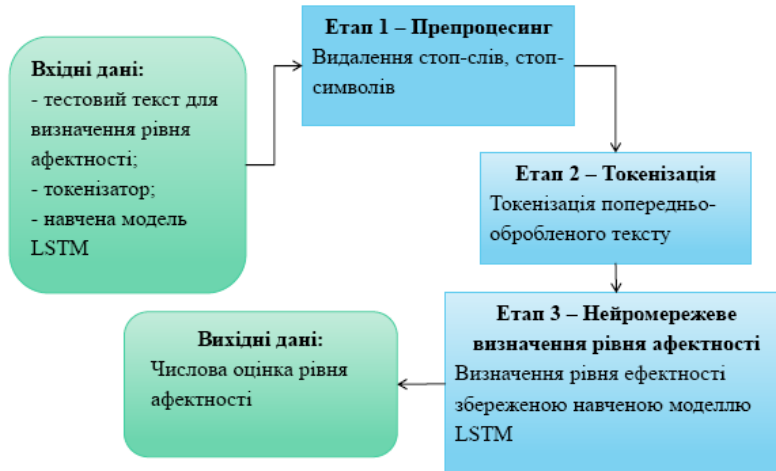 Вхідні дані:
- тестовий текст для
визначення рівня
афектності;
- токенізатор;
- навчена модель
LSTM
Етап 1 – Препроцесинг
Видалення стоп-слів, стоп-
символів
Етап 2 – Токенізація
Токенізація попередньо-
обробленого тексту
Етап 3 – Нейромережеве
визначення рівня афектності
Визначення рівня ефектності
збереженою навченою моделлю
LSTM
Вихідні дані:
Числова оцінка рівня
афектності